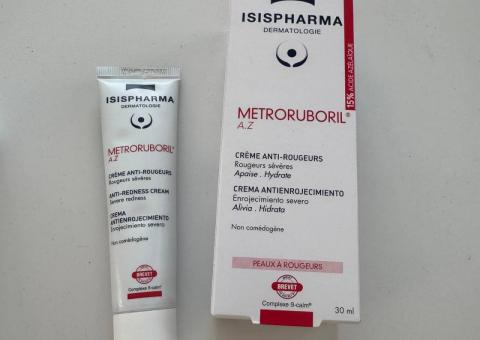 ISISPHARMA
DERMATOLOGIE
METRORUBORIL®
A.Z
CRÈME ANTI-ROUGEURS
Rougeurs sévères
ANTI-REDNESS CREAM
Severe redness
CREMA
ANTIENROJECIMIENTO
Enrojecimiento severo
Non comédogène
BREVET
Complexe 9-calm®
ISISPHARMA
DERMATOLOGIE
15% ACIDE AZÉLAÏQUE
METRORUBORIL®
A.Z
CRÈME ANTI-ROUGEURS
Rougeurs sévères
Apaise . Hydrate
CREMA ANTIENROJECIMIENTO
Enrojecimiento severo
Alivia . Hidrata
Non comédogène
PEAUX À ROUGEURS
BREVET
Complexe 9-calm®
30 ml